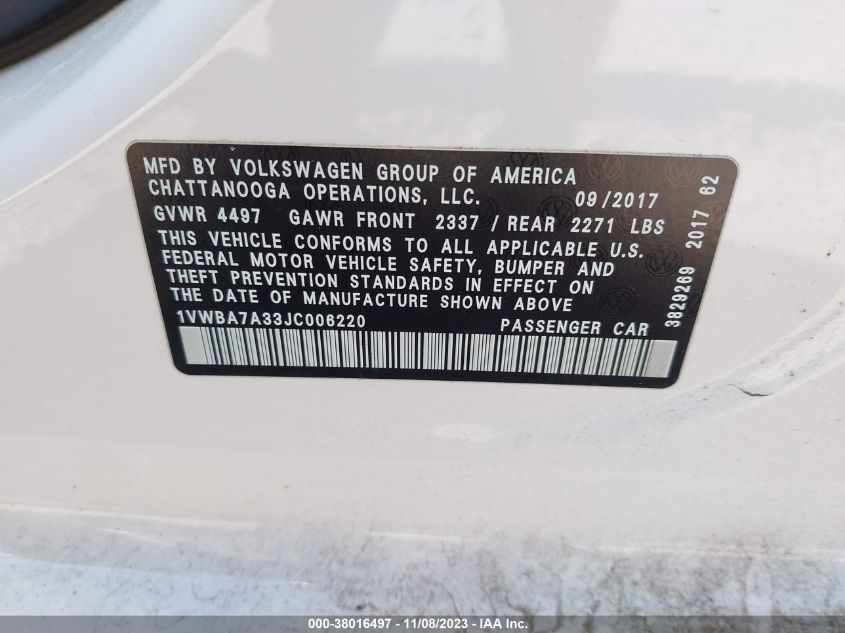 MFD BY VOLKSWAGEN GROUP OF AMERICA
CHATTANOOGA OPERATIONS, LLC. 09/2017
GVWR 4497 GAWR FRONT 2337 / REAR 2271 LBS
THIS VEHICLE CONFORMS TO ALL APPLICABLE U.S.
FEDERAL MOTOR VEHICLE SAFETY, BUMPER AND
THEFT PREVENTION STANDARDS IN EFFECT ON
THE DATE OF MANUFACTURE SHOWN ABOVE
1VWBA7A33JC006220 PASSENGER CAR
3829269 2017 62
000-38016497 - 11/08/2023 - IAAI.com